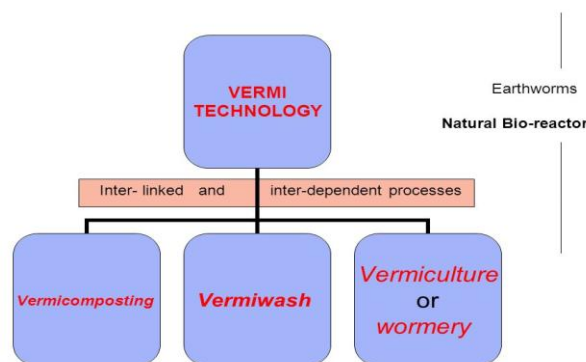 VERMI
TECHNOLOGY
Earthworms
Natural Bio-reactor
Inter- linked and inter-dependent processes
Vermicomposting
Vermiwash
Vermiculture
or
wormery